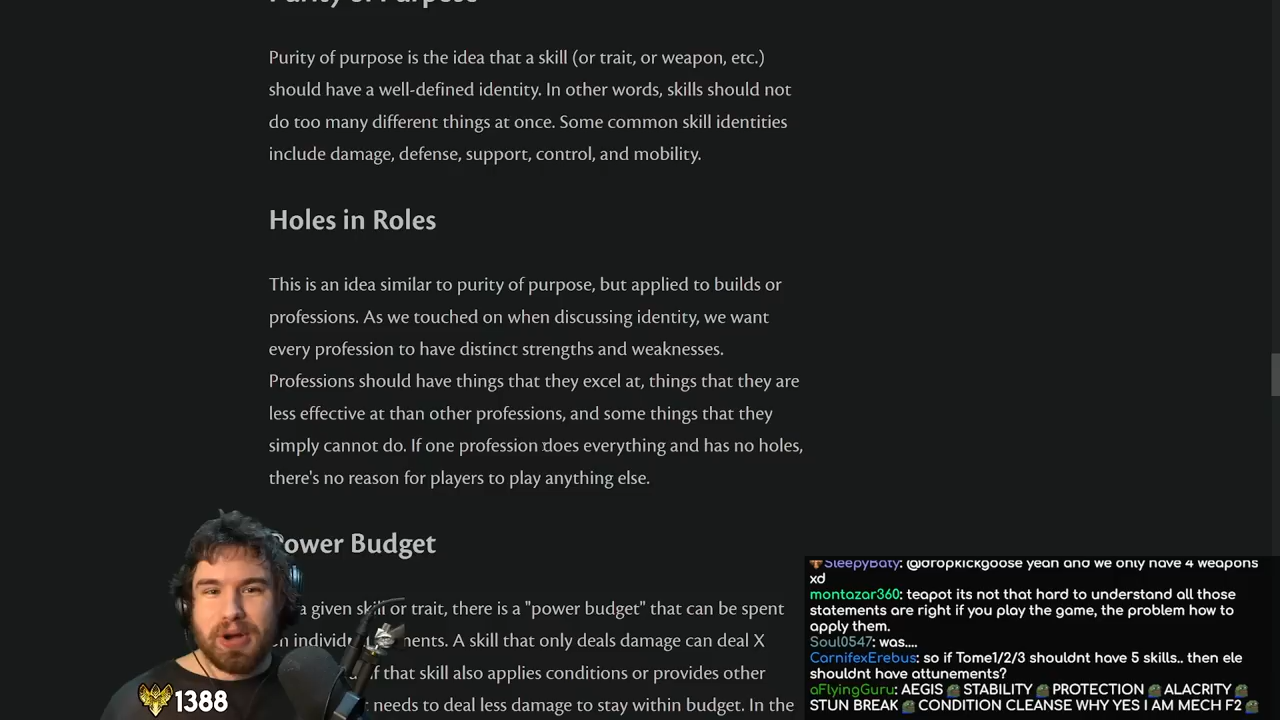 Purity of Purpose
Purity of purpose is the idea that a skill (or trait, or weapon, etc.)
should have a well-defined identity. In other words, skills should not
do too many different things at once. Some common skill identities
include damage, defense, support, control, and mobility.
Holes in Roles
This is an idea similar to purity of purpose, but applied to builds or
professions. As we touched on when discussing identity, we want
every profession to have distinct strengths and weaknesses.
Professions should have things that they excel at, things that they are
less effective at than other professions, and some things that they
simply cannot do. If one profession does everything and has no holes,
there's no reason for players to play anything else.
Power Budget
a given skill or trait, there is a "power budget" that can be spent
individ ments. A skill that only deals damage can deal X
if that skill also applies conditions or provides other
needs to deal less damage to stay within budget. In the
1388
SleepyBaty: @dropkickgoose yeah and we only have 4 weapons
xd
montazar360: teapot its not that hard to understand all those
statements are right if you play the game, the problem how to
apply them.
Soul0547: was....
CarnifexErebus: so if Tome1/2/3 shouldnt have 5 skills.. then ele
shouldnt have attunements?
aFlyingGuru: AEGIS STABILITY PROTECTION ALACRITY
STUN BREAK CONDITION CLEANSE WHY YES I AM MECH F2